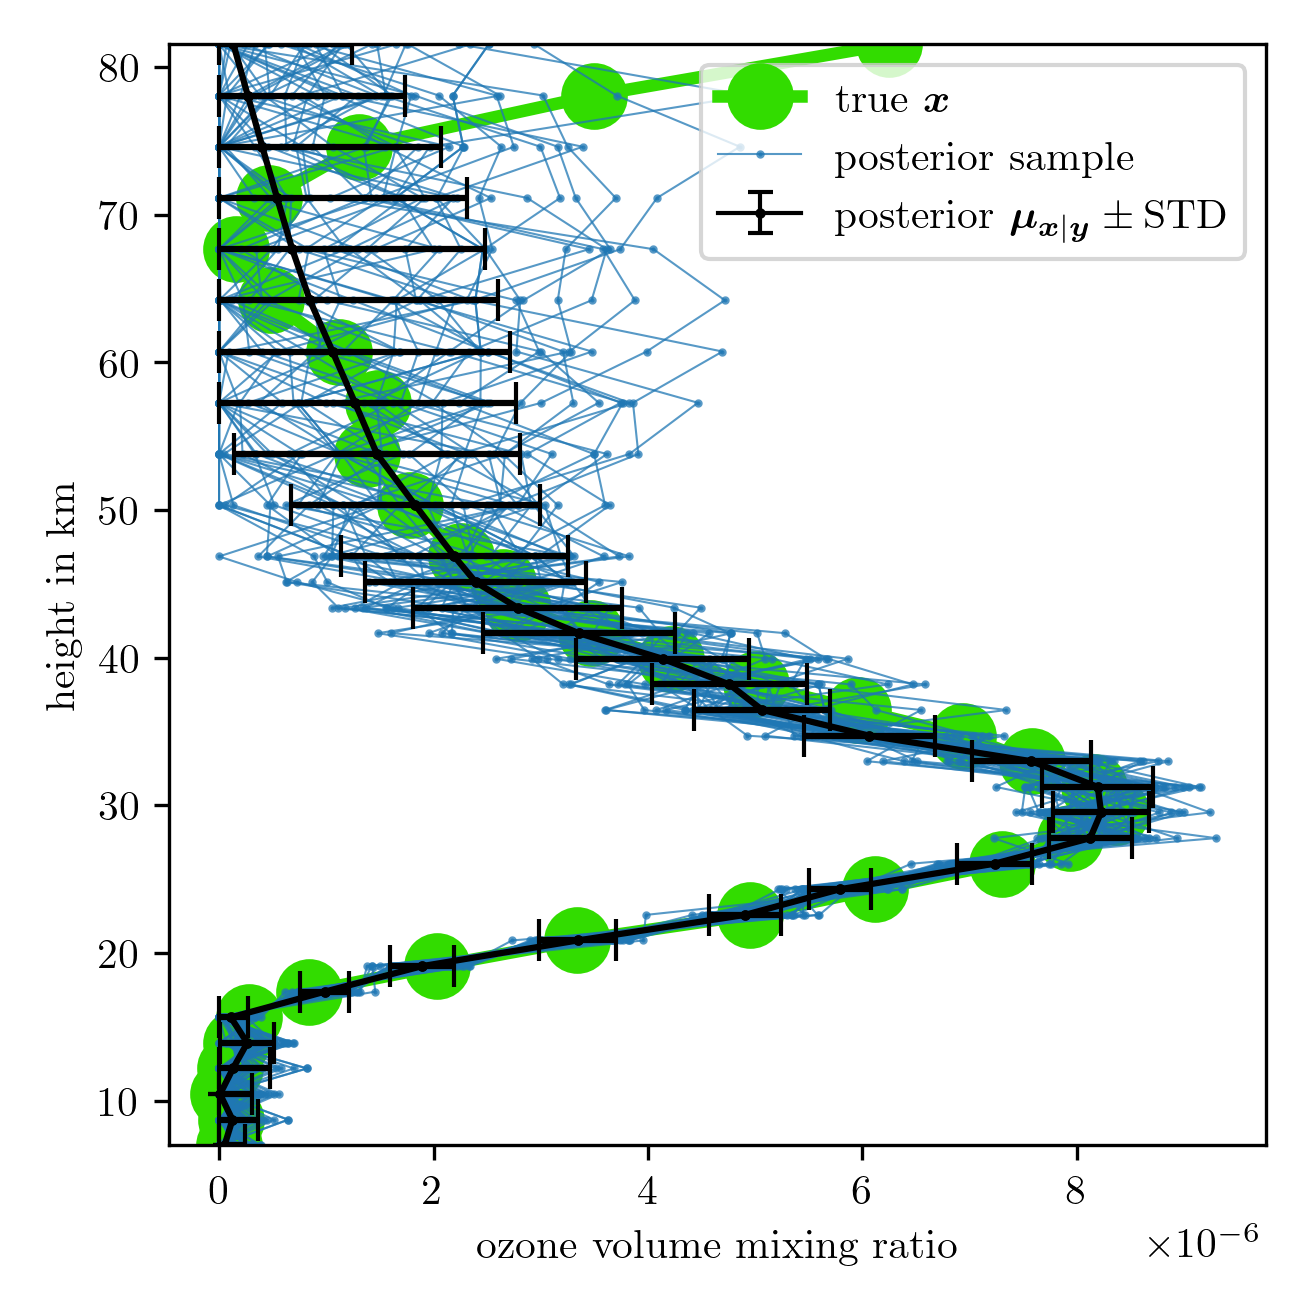 80
70
60
50
40
30
20
10
height in km
true x
posterior sample
posterior μx|y ± STD
0 2 4 6 8
ozone volume mixing ratio
×10⁻⁶